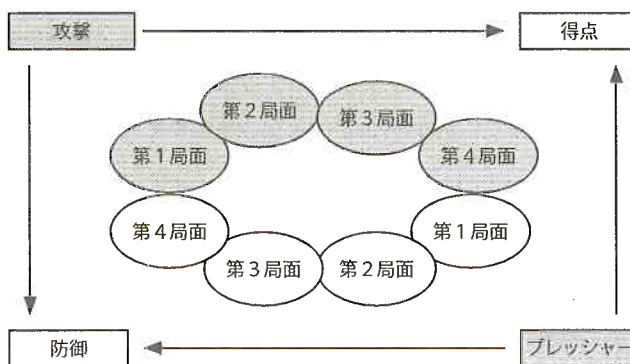 攻撃
得点
第2局面
第3局面
第1局面
第4局面
第4局面
第1局面
第3局面
第2局面
防御
プレッシャー